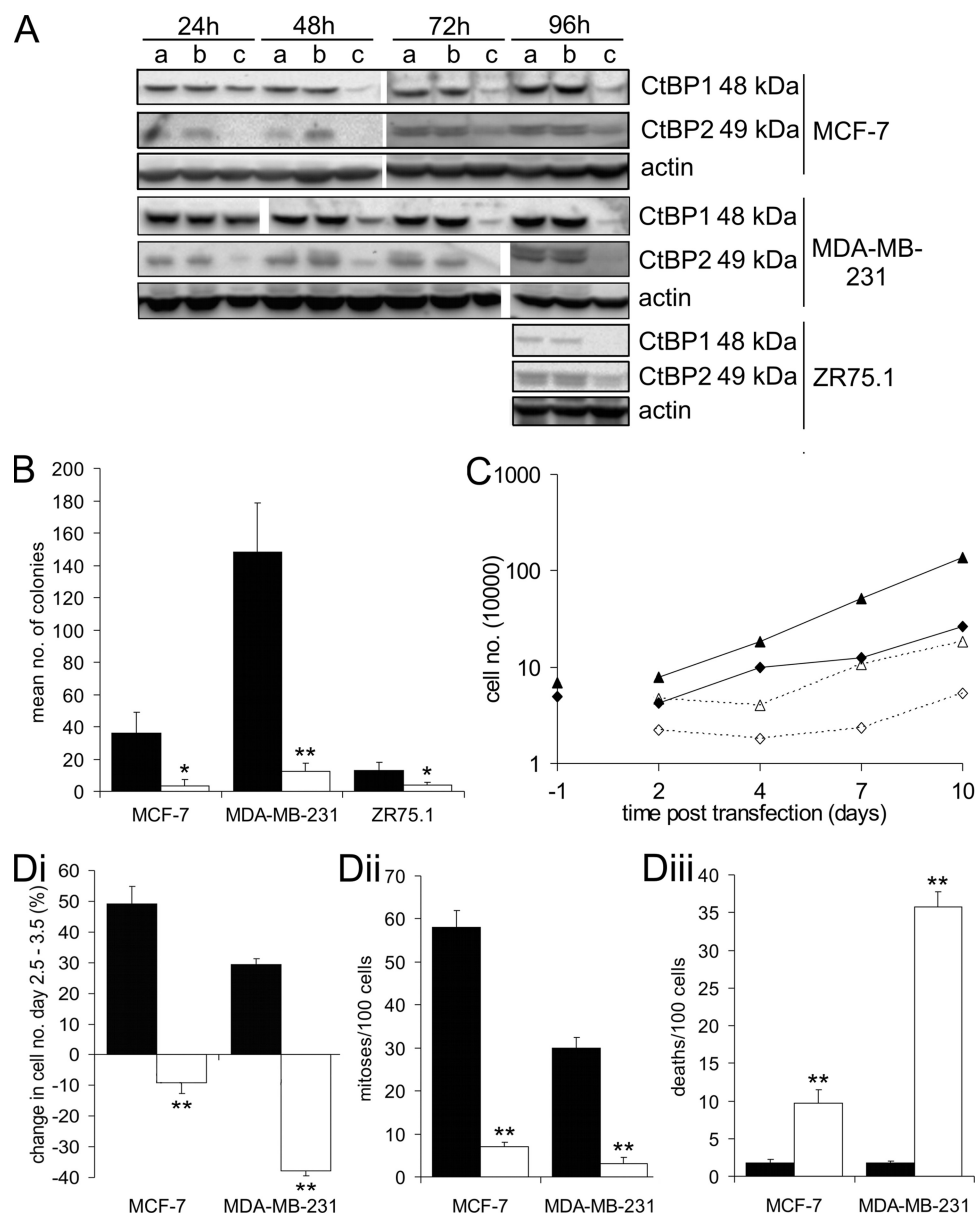 A
24h 48h 72h 96h
a b c a b c a b c a b c
CtBP1 48 kDa
CtBP2 49 kDa
actin
MCF-7
CtBP1 48 kDa
CtBP2 49 kDa
actin
MDA-MB-
231
CtBP1 48 kDa
CtBP2 49 kDa
actin
ZR75.1
B
mean no. of colonies
200
180
160
140
120
100
80
60
40
20
0
* ** *
MCF-7 MDA-MB-231 ZR75.1
C
cell no. (10000)
1000
100
10
1
-1 2 4 7 10
time post transfection (days)
Di
change in cell no. day 2.5 - 3.5 (%)
60
50
40
30
20
10
0
-10
-20
-30
-40
** **
MCF-7 MDA-MB-231
Dii
mitoses/100 cells
70
60
50
40
30
20
10
0
** **
MCF-7 MDA-MB-231
Diii
deaths/100 cells
40
35
30
25
20
15
10
5
0
** **
MCF-7 MDA-MB-231